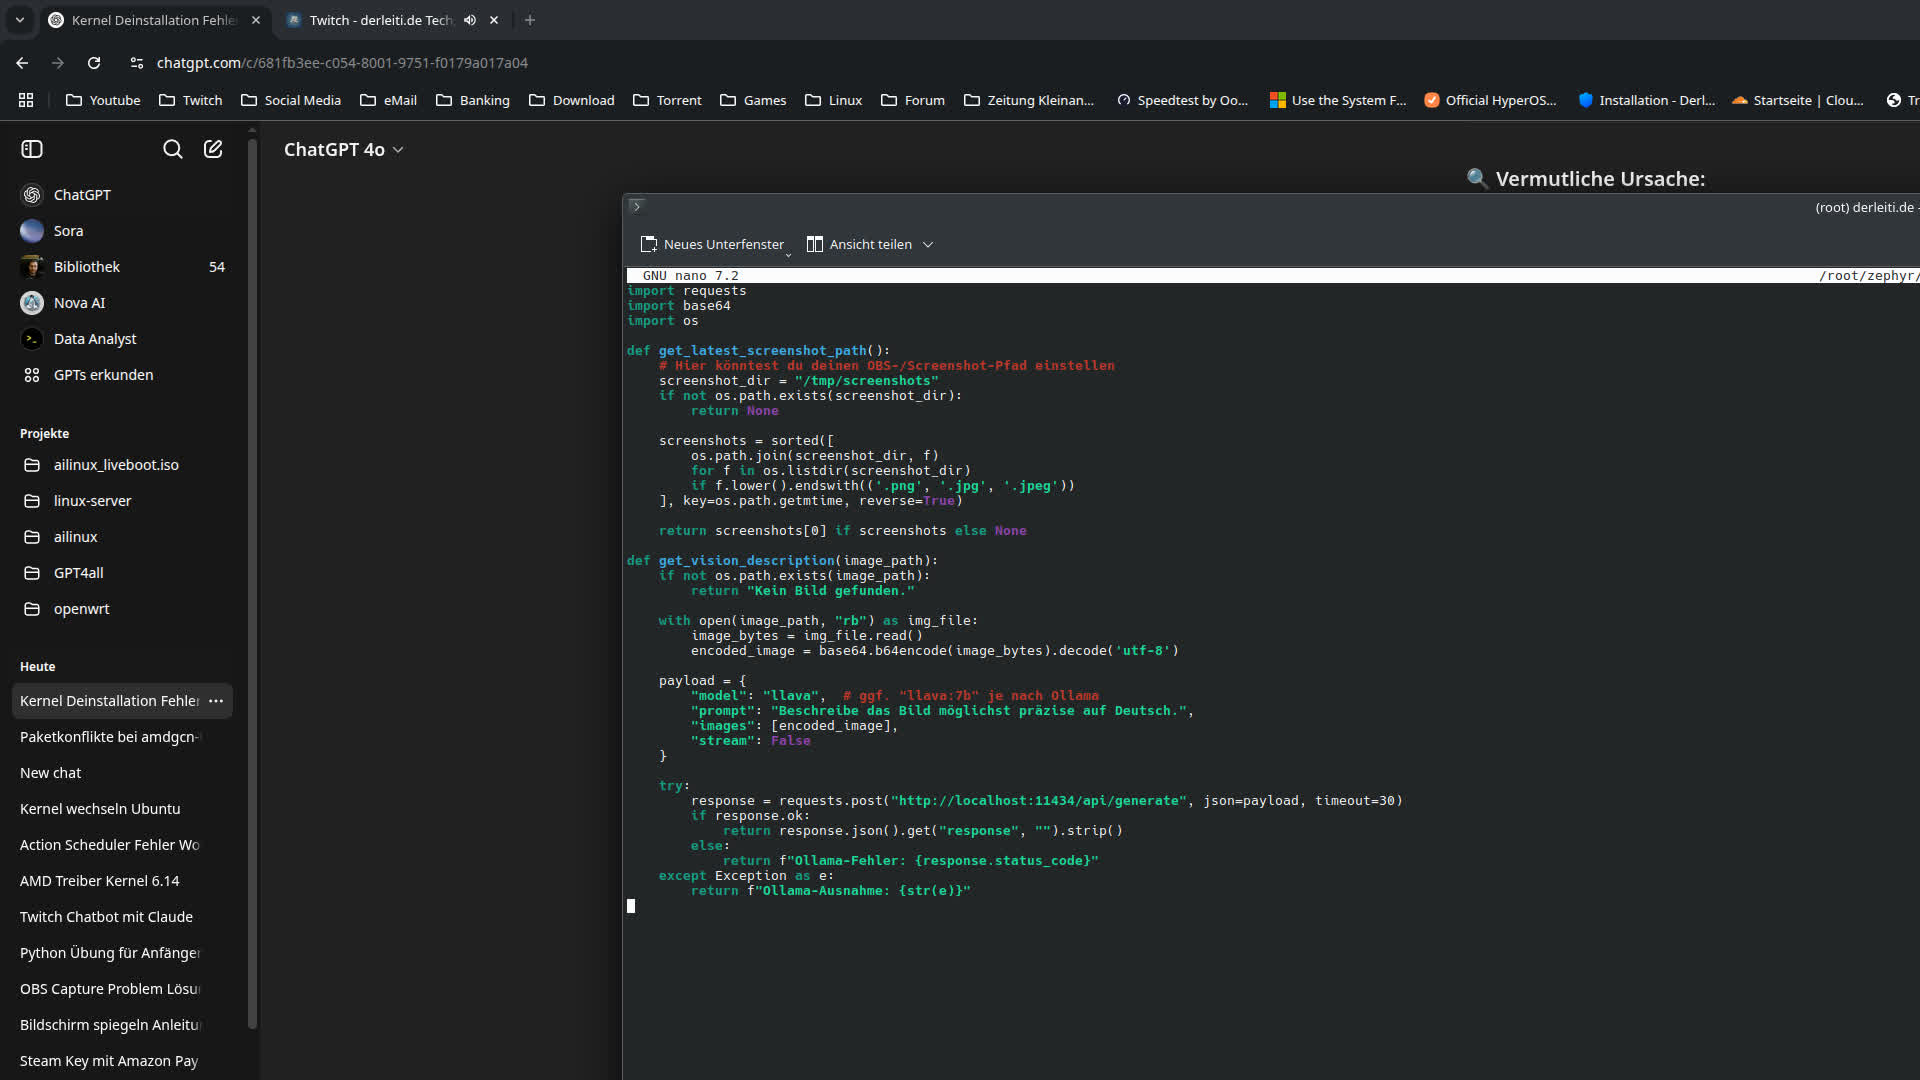 Kernel Deinstallation Fehle
Twitch - derleiti.de Tech
chatgpt.com/c/681fb3ee-c054-8001-9751-f0179a017a04
Youtube
Twitch
Social Media
eMail
Banking
Download
Torrent
Games
Linux
Forum
Zeitung Kleinan...
Speedtest by Oo...
Use the System F...
Official HyperOS...
Installation - Derl...
Startseite | Clou...
Tr
ChatGPT 4o
ChatGPT
Sora
Bibliothek 54
Nova AI
Data Analyst
GPTs erkunden
Projekte
ailinux_liveboot.iso
linux-server
ailinux
GPT4all
openwrt
Heute
Kernel Deinstallation Fehler
Paketkonflikte bei amdgcn-
New chat
Kernel wechseln Ubuntu
Action Scheduler Fehler Wo
AMD Treiber Kernel 6.14
Twitch Chatbot mit Claude
Python Übung für Anfänger
OBS Capture Problem Lösu
Bildschirm spiegeln Anleitu
Steam Key mit Amazon Pay
🔍 Vermutliche Ursache:
(root) derleiti.de -
Neues Unterfenster
Ansicht teilen
GNU nano 7.2 /root/zephyr/
import requests
import base64
import os

def get_latest_screenshot_path():
    # Hier könntest du deinen OBS-/Screenshot-Pfad einstellen
    screenshot_dir = "/tmp/screenshots"
    if not os.path.exists(screenshot_dir):
        return None

    screenshots = sorted([
        os.path.join(screenshot_dir, f)
        for f in os.listdir(screenshot_dir)
        if f.lower().endswith(('.png', '.jpg', '.jpeg'))
    ], key=os.path.getmtime, reverse=True)

    return screenshots[0] if screenshots else None

def get_vision_description(image_path):
    if not os.path.exists(image_path):
        return "Kein Bild gefunden."

    with open(image_path, "rb") as img_file:
        image_bytes = img_file.read()
        encoded_image = base64.b64encode(image_bytes).decode('utf-8')

    payload = {
        "model": "llava",  # ggf. "llava:7b" je nach Ollama
        "prompt": "Beschreibe das Bild möglichst präzise auf Deutsch.",
        "images": [encoded_image],
        "stream": False
    }

    try:
        response = requests.post("http://localhost:11434/api/generate", json=payload, timeout=30)
        if response.ok:
            return response.json().get("response", "").strip()
        else:
            return f"Ollama-Fehler: {response.status_code}"
    except Exception as e:
        return f"Ollama-Ausnahme: {str(e)}"